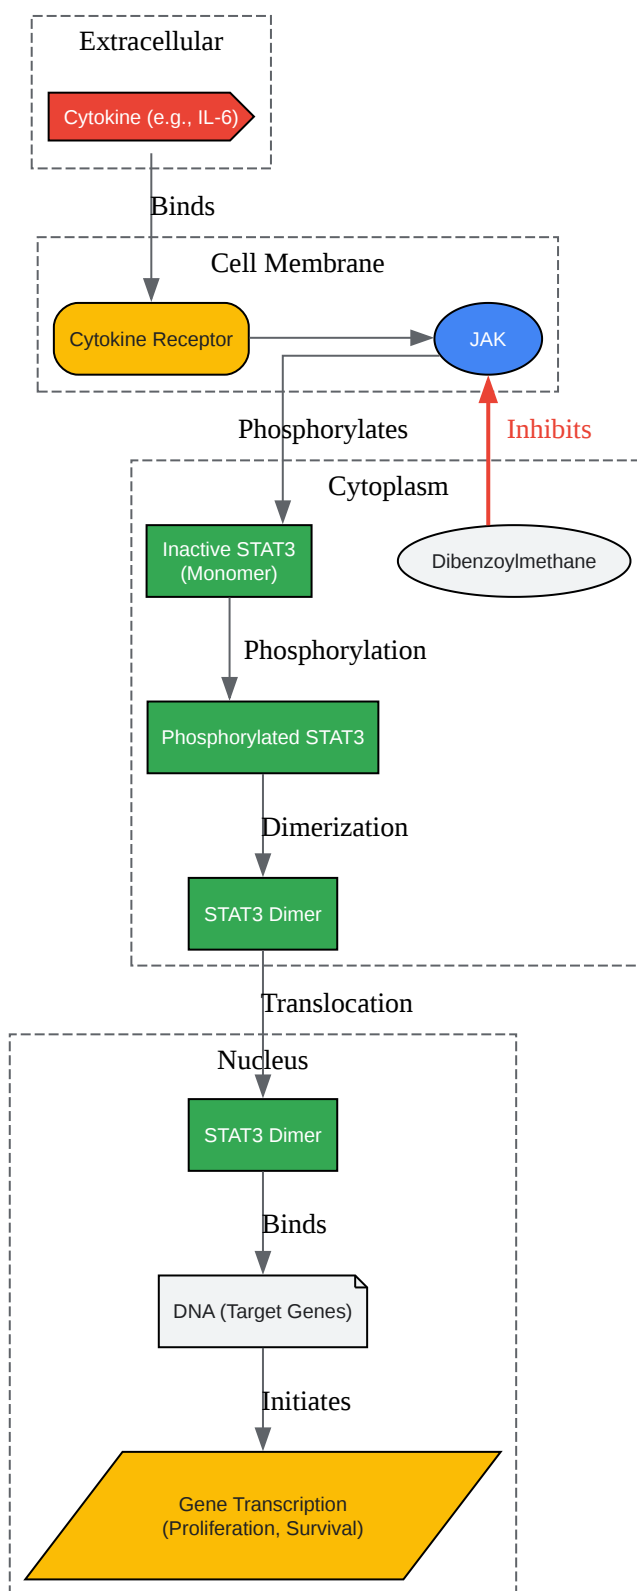 Extracellular
Cytokine (e.g., IL-6)
Binds
Cell Membrane
Cytokine Receptor
JAK
Phosphorylates
Inhibits
Cytoplasm
Inactive STAT3
(Monomer)
Dibenzoylmethane
Phosphorylation
Phosphorylated STAT3
Dimerization
STAT3 Dimer
Translocation
Nucleus
STAT3 Dimer
Binds
DNA (Target Genes)
Initiates
Gene Transcription
(Proliferation, Survival)